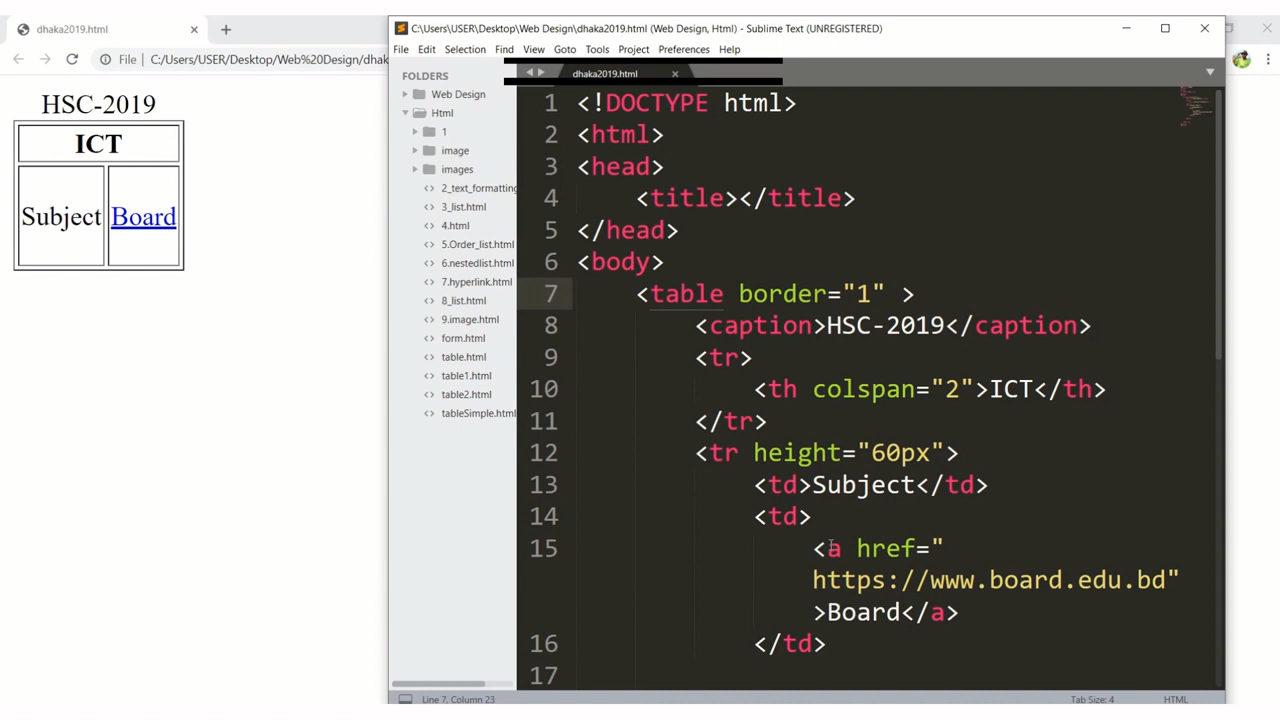 dhaka2019.html
File
C:/Users/USER/Desktop/Web%20Design/dhak
HSC-2019
ICT
Subject
Board
C:\Users\USER\Desktop\Web Design\dhaka2019.html (Web Design, Html) - Sublime Text (UNREGISTERED)
File Edit Selection Find View Goto Tools Project Preferences Help
FOLDERS
Web Design
Html
1
image
images
2_text_formatting
3_list.html
4.html
5.Order_list.html
6.nestedlist.html
7.hyperlink.html
8_list.html
9.image.html
form.html
table.html
table1.html
table2.html
tableSimple.html
dhaka2019.html
1 <!DOCTYPE html>
2 <html>
3 <head>
4 <title></title>
5 </head>
6 <body>
7 <table border="1" >
8 <caption>HSC-2019</caption>
9 <tr>
10 <th colspan="2">ICT</th>
11 </tr>
12 <tr height="60px">
13 <td>Subject</td>
14 <td>
15 <a href="
https://www.board.edu.bd"
>Board</a>
16 </td>
17
Line 7, Column 23
Tab Size: 4
HTML